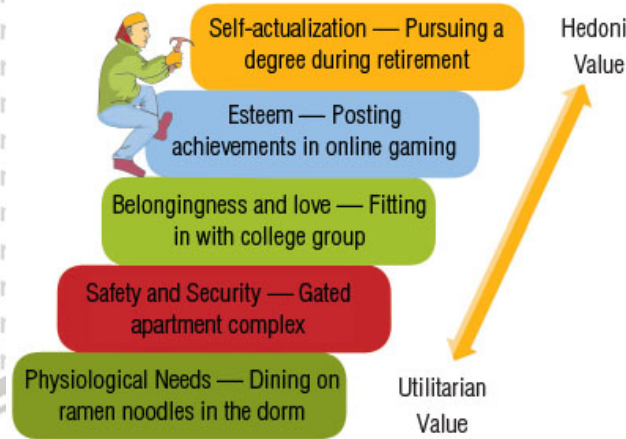 Self-actualization — Pursuing a
degree during retirement
Hedoni
Value
Esteem — Posting
achievements in online gaming
Belongingness and love — Fitting
in with college group
Safety and Security — Gated
apartment complex
Physiological Needs — Dining on
ramen noodles in the dorm
Utilitarian
Value